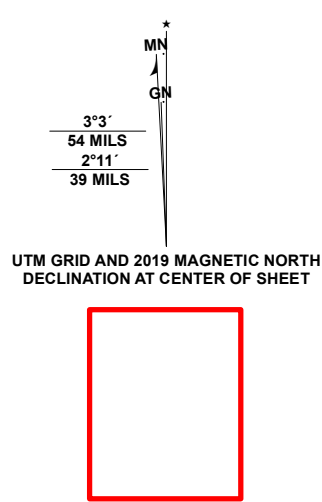 MN
GN
3°3´
54 MILS
2°11´
39 MILS
UTM GRID AND 2019 MAGNETIC NORTH
DECLINATION AT CENTER OF SHEET